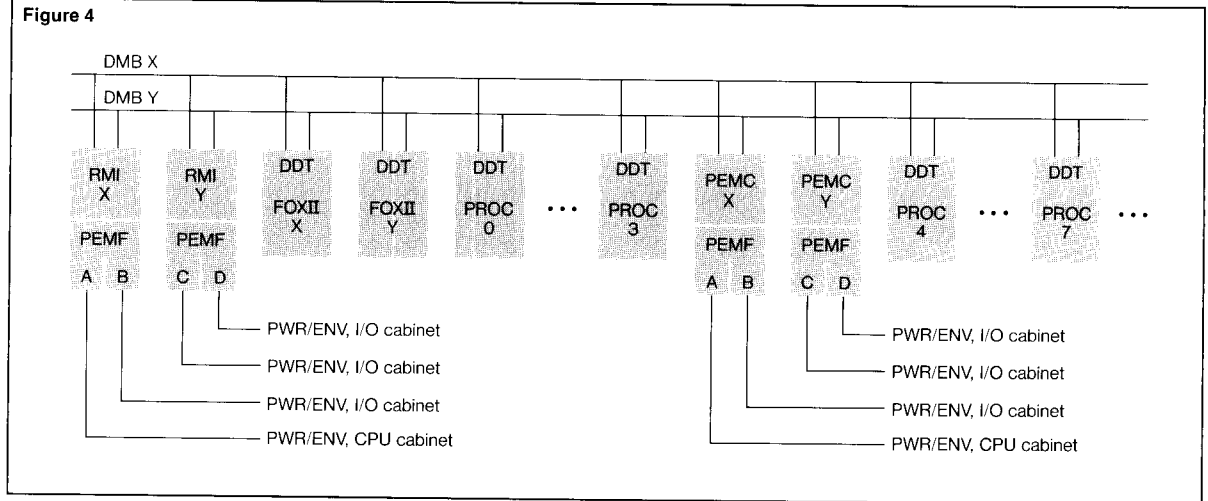 Figure 4
DMB X
DMB Y
RMI
X
PEMF
A B
RMI
Y
PEMF
C D
DDT
FOXII
X
DDT
FOXII
Y
DDT
PROC
0
• • •
DDT
PROC
3
PEMC
X
PEMF
A B
PEMC
Y
PEMF
C D
DDT
PROC
4
• • •
DDT
PROC
7
• • •
PWR/ENV, I/O cabinet
PWR/ENV, I/O cabinet
PWR/ENV, I/O cabinet
PWR/ENV, CPU cabinet
PWR/ENV, I/O cabinet
PWR/ENV, I/O cabinet
PWR/ENV, I/O cabinet
PWR/ENV, CPU cabinet